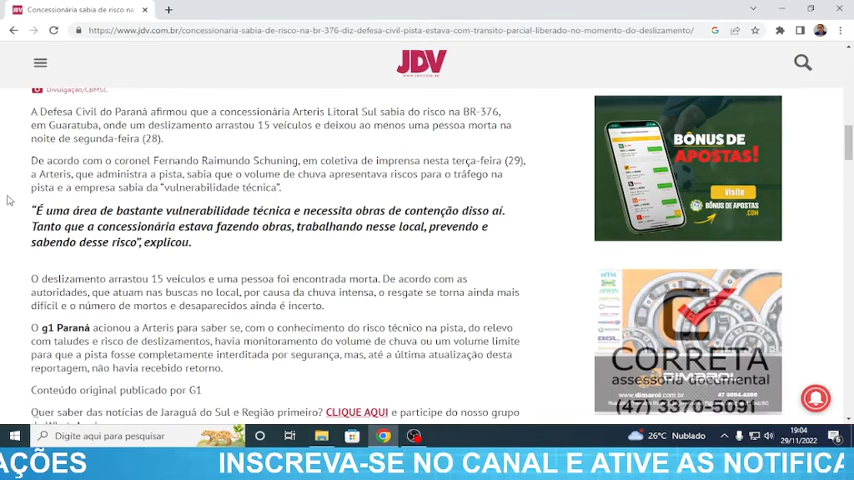 Concessionária sabia de risco na
https://www.jdv.com.br/concessionaria-sabia-de-risco-na-br-376-diz-defesa-civil-pista-estava-com-transito-parcial-liberado-no-momento-do-deslizamento/
JDV
Divulgação/CBMSC
A Defesa Civil do Paraná afirmou que a concessionária Arteris Litoral Sul sabia do risco na BR-376,
em Guaratuba, onde um deslizamento arrastou 15 veículos e deixou ao menos uma pessoa morta na
noite de segunda-feira (28).
De acordo com o coronel Fernando Raimundo Schuning, em coletiva de imprensa nesta terça-feira (29),
a Arteris, que administra a pista, sabia que o volume de chuva apresentava riscos para o tráfego na
pista e a empresa sabia da “vulnerabilidade técnica”.
“É uma área de bastante vulnerabilidade técnica e necessita obras de contenção disso aí.
Tanto que a concessionária estava fazendo obras, trabalhando nesse local, prevendo e
sabendo desse risco”, explicou.
O deslizamento arrastou 15 veículos e uma pessoa foi encontrada morta. De acordo com as
autoridades, que atuam nas buscas no local, por causa da chuva intensa, o resgate se torna ainda mais
difícil e o número de mortos e desaparecidos ainda é incerto.
O g1 Paraná acionou a Arteris para saber se, com o conhecimento do risco técnico na pista, do relevo
com taludes e risco de deslizamentos, havia monitoramento do volume de chuva ou um volume limite
para que a pista fosse completamente interditada por segurança, mas, até a última atualização desta
reportagem, não havia recebido retorno.
Conteúdo original publicado por G1
Quer saber das notícias de Jaraguá do Sul e Região primeiro? CLIQUE AQUI e participe do nosso grupo
BÔNUS DE
APOSTAS!
Visite
BÔNUS DE
APOSTAS
.COM
CORRETA
DIMAROL
assessoria documental
(47) 3370-5091
Digite aqui para pesquisar
26°C Nublado
19:04
29/11/2022
AÇÕES INSCREVA-SE NO CANAL E ATIVE AS NOTIFICA